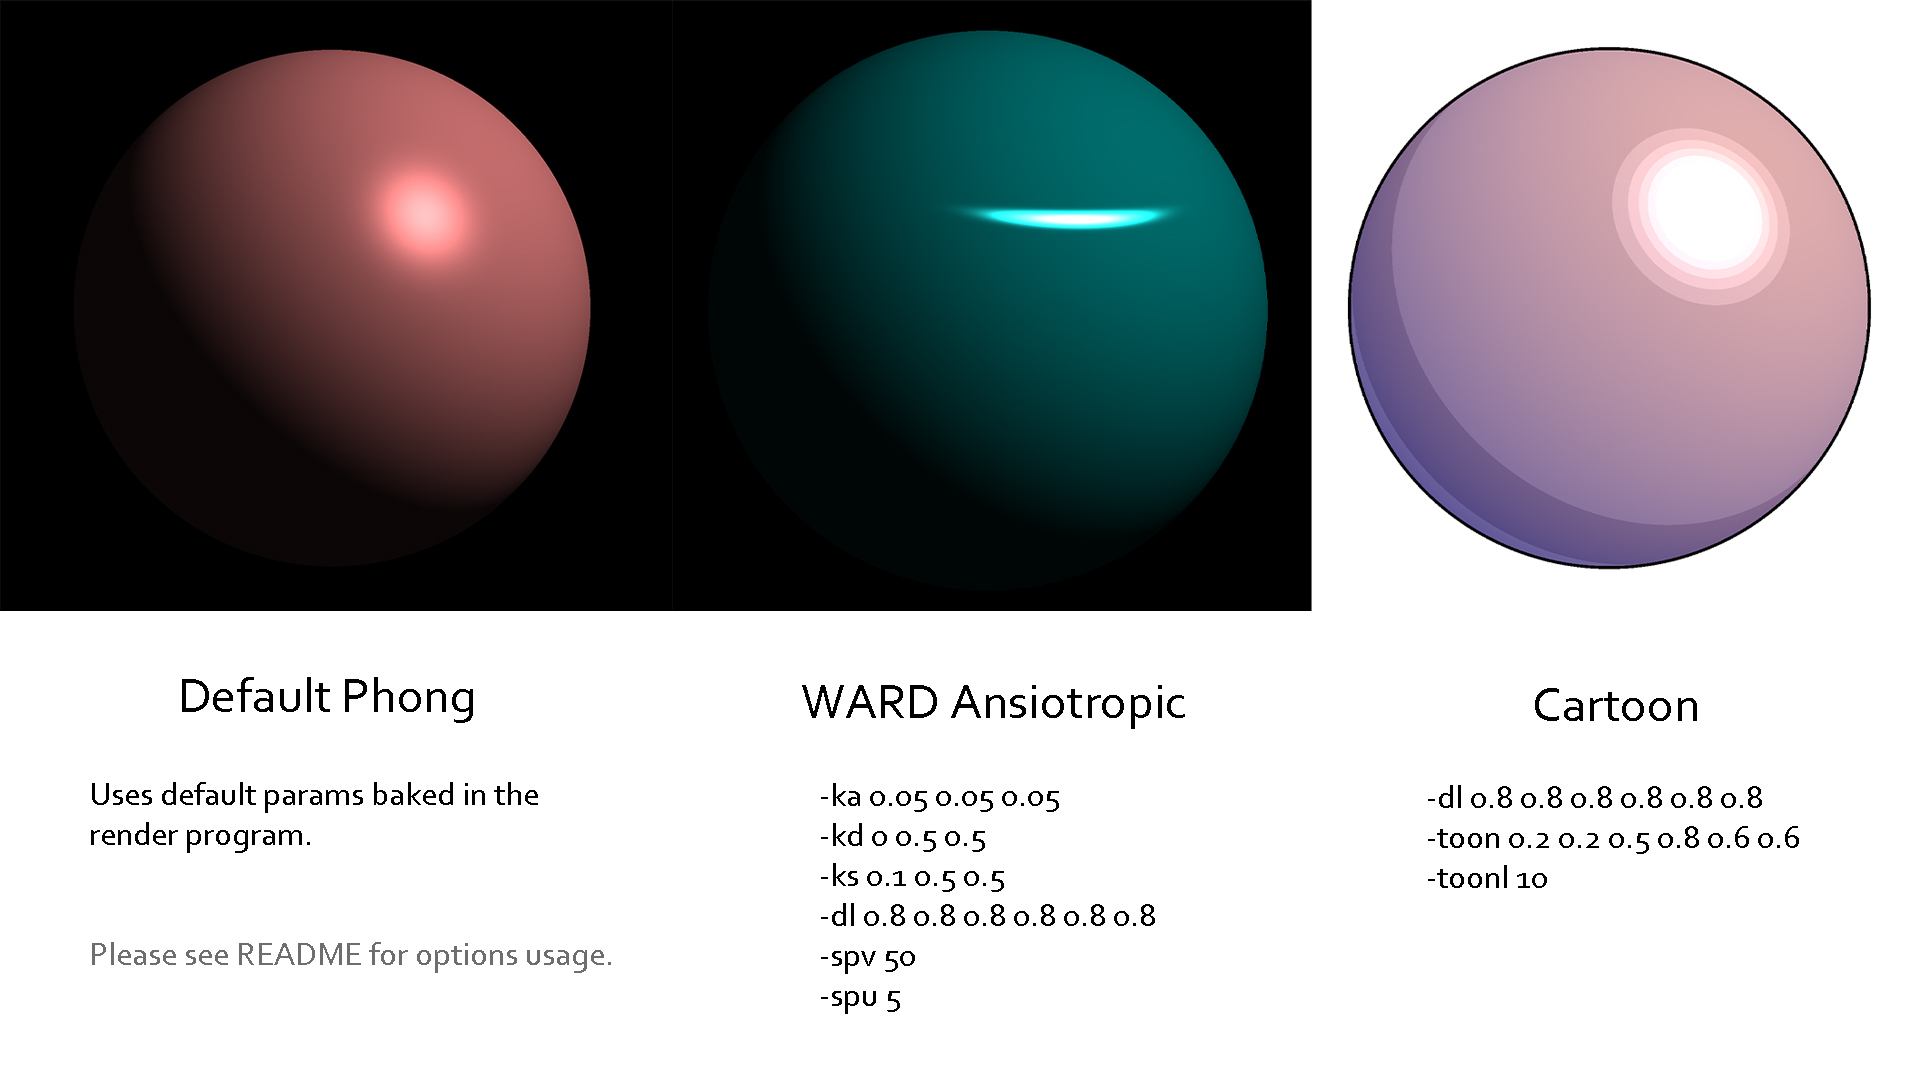 Default Phong
Uses default params baked in the
render program.
Please see README for options usage.
WARD Ansiotropic
-ka 0.05 0.05 0.05
-kd 0 0.5 0.5
-ks 0.1 0.5 0.5
-dl 0.8 0.8 0.8 0.8 0.8 0.8
-spv 50
-spu 5
Cartoon
-dl 0.8 0.8 0.8 0.8 0.8 0.8
-toon 0.2 0.2 0.5 0.8 0.6 0.6
-toonl 10